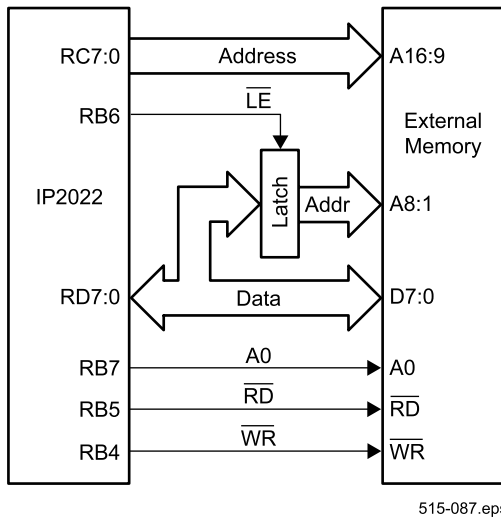 RC7:0
Address
A16:9
RB6
LE
External
Memory
IP2022
Latch
Addr
A8:1
RD7:0
Data
D7:0
RB7
A0
A0
RB5
RD
RD
RB4
WR
WR
515-087.eps